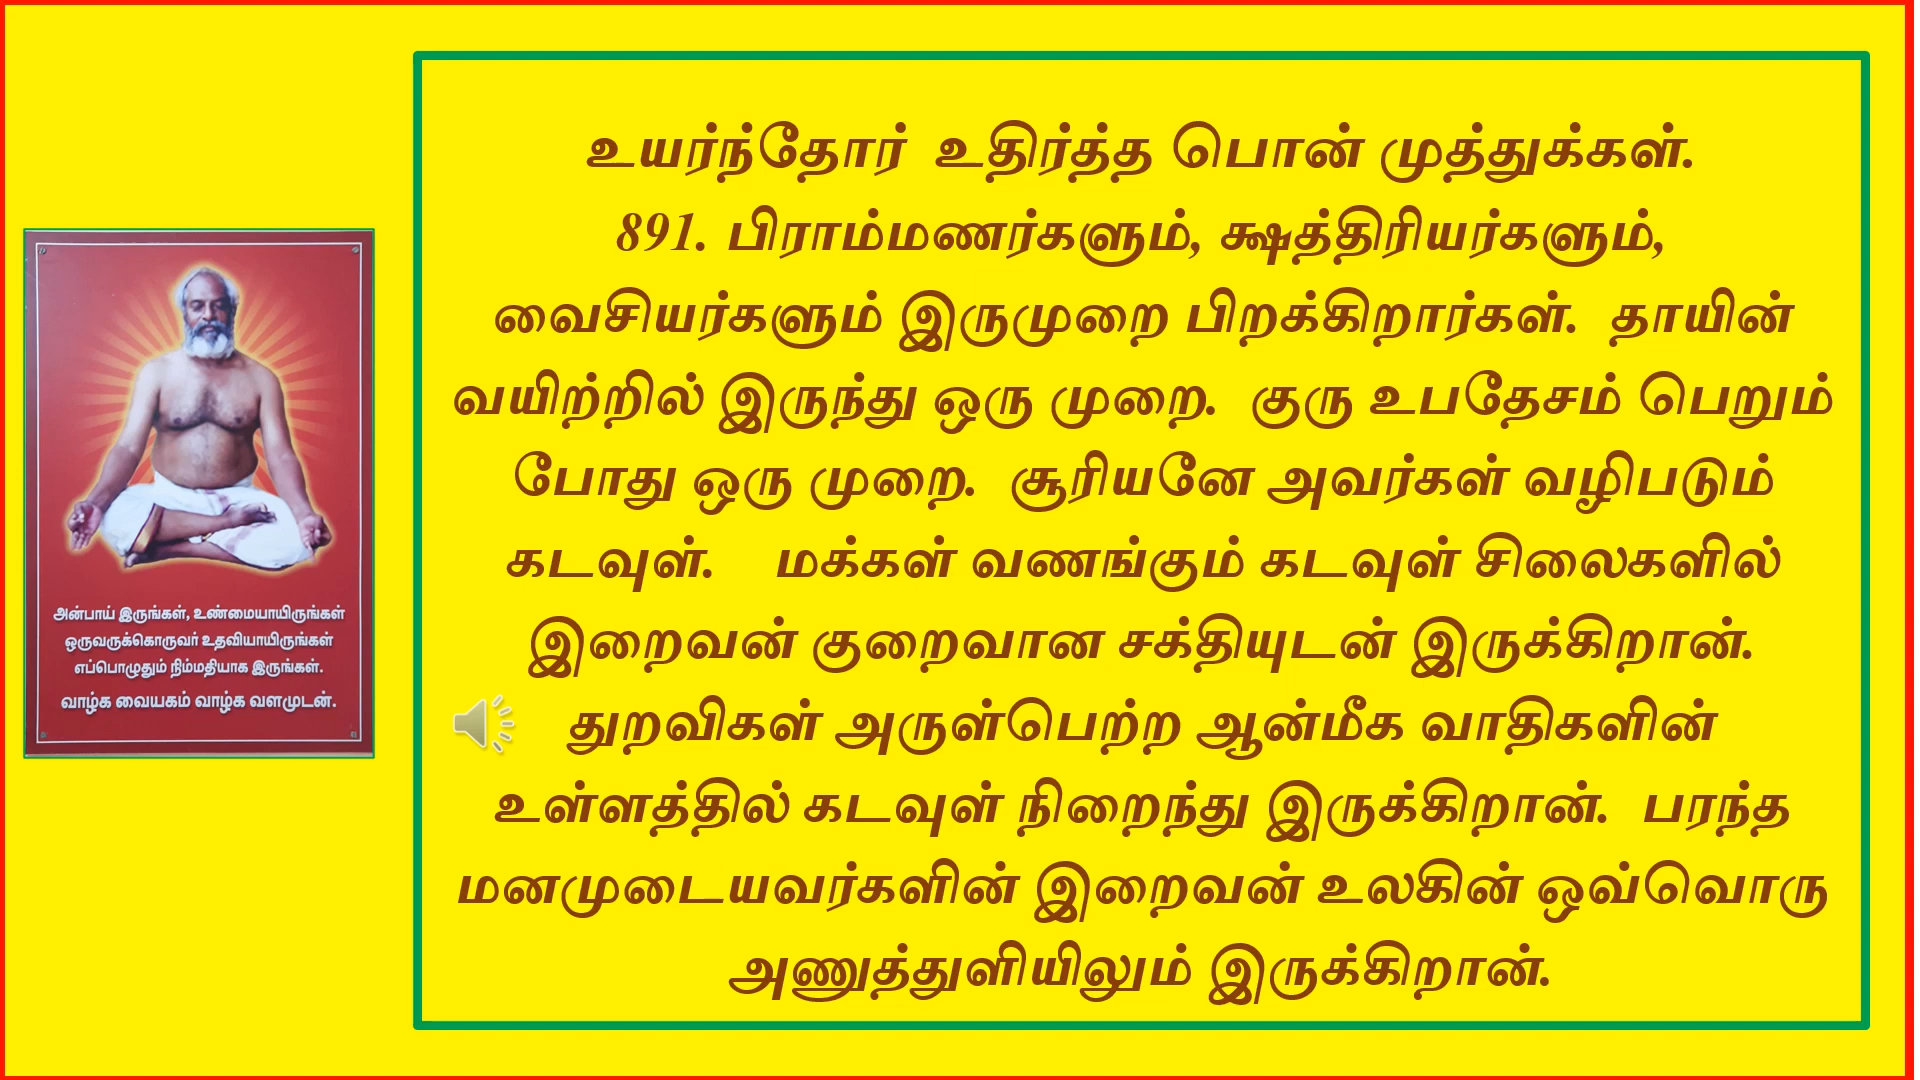 உயர்ந்தோர் உதிர்த்த பொன் முத்துக்கள்.
891. பிராம்மணர்களும், க்ஷத்திரியர்களும்,
வைசியர்களும் இருமுறை பிறக்கிறார்கள். தாயின்
வயிற்றில் இருந்து ஒரு முறை. குரு உபதேசம் பெறும்
போது ஒரு முறை. சூரியனே அவர்கள் வழிபடும்
கடவுள். மக்கள் வணங்கும் கடவுள் சிலைகளில்
இறைவன் குறைவான சக்தியுடன் இருக்கிறான்.
துறவிகள் அருள்பெற்ற ஆன்மீக வாதிகளின்
உள்ளத்தில் கடவுள் நிறைந்து இருக்கிறான். பரந்த
மனமுடையவர்களின் இறைவன் உலகின் ஒவ்வொரு
அணுத்துளியிலும் இருக்கிறான்.
அன்பாய் இருங்கள், உண்மையாயிருங்கள்
ஒருவருக்கொருவர் உதவியாயிருங்கள்
எப்பொழுதும் நிம்மதியாக இருங்கள்.
வாழ்க வையகம் வாழ்க வளமுடன்.